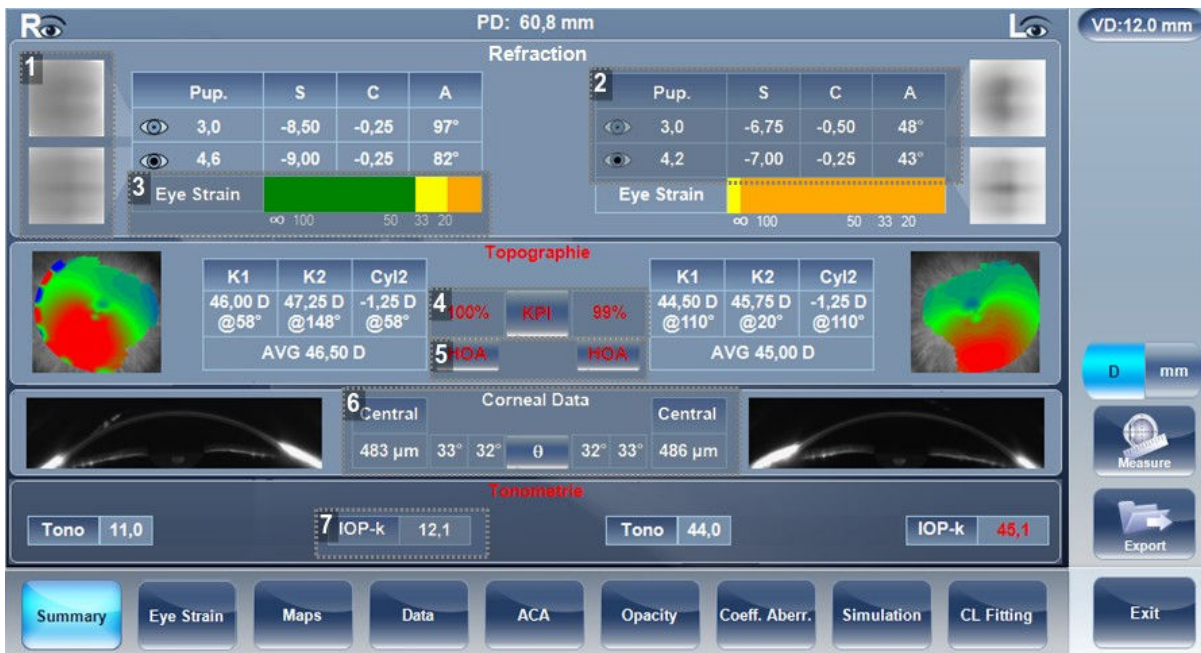 R PD: 60,8 mm L VD:12.0 mm
Refraction
1
Pup. S C A
3,0 -8,50 -0,25 97°
4,6 -9,00 -0,25 82°
3 Eye Strain
∞ 100 50 33 20
2 Pup. S C A
3,0 -6,75 -0,50 48°
4,2 -7,00 -0,25 43°
Eye Strain
∞ 100 50 33 20
Topographie
K1 K2 Cyl2
46,00 D 47,25 D -1,25 D
@58° @148° @58°
AVG 46,50 D
4 100% KPI 99%
5 HOA HOA
K1 K2 Cyl2
44,50 D 45,75 D -1,25 D
@110° @20° @110°
AVG 45,00 D
D mm
6 Corneal Data
Central Central
483 µm 33° 32° θ 32° 33° 486 µm
Measure
Tonometrie
Tono 11,0 7 IOP-k 12,1 Tono 44,0 IOP-k 45,1
Export
Summary Eye Strain Maps Data ACA Opacity Coeff. Aberr. Simulation CL Fitting Exit